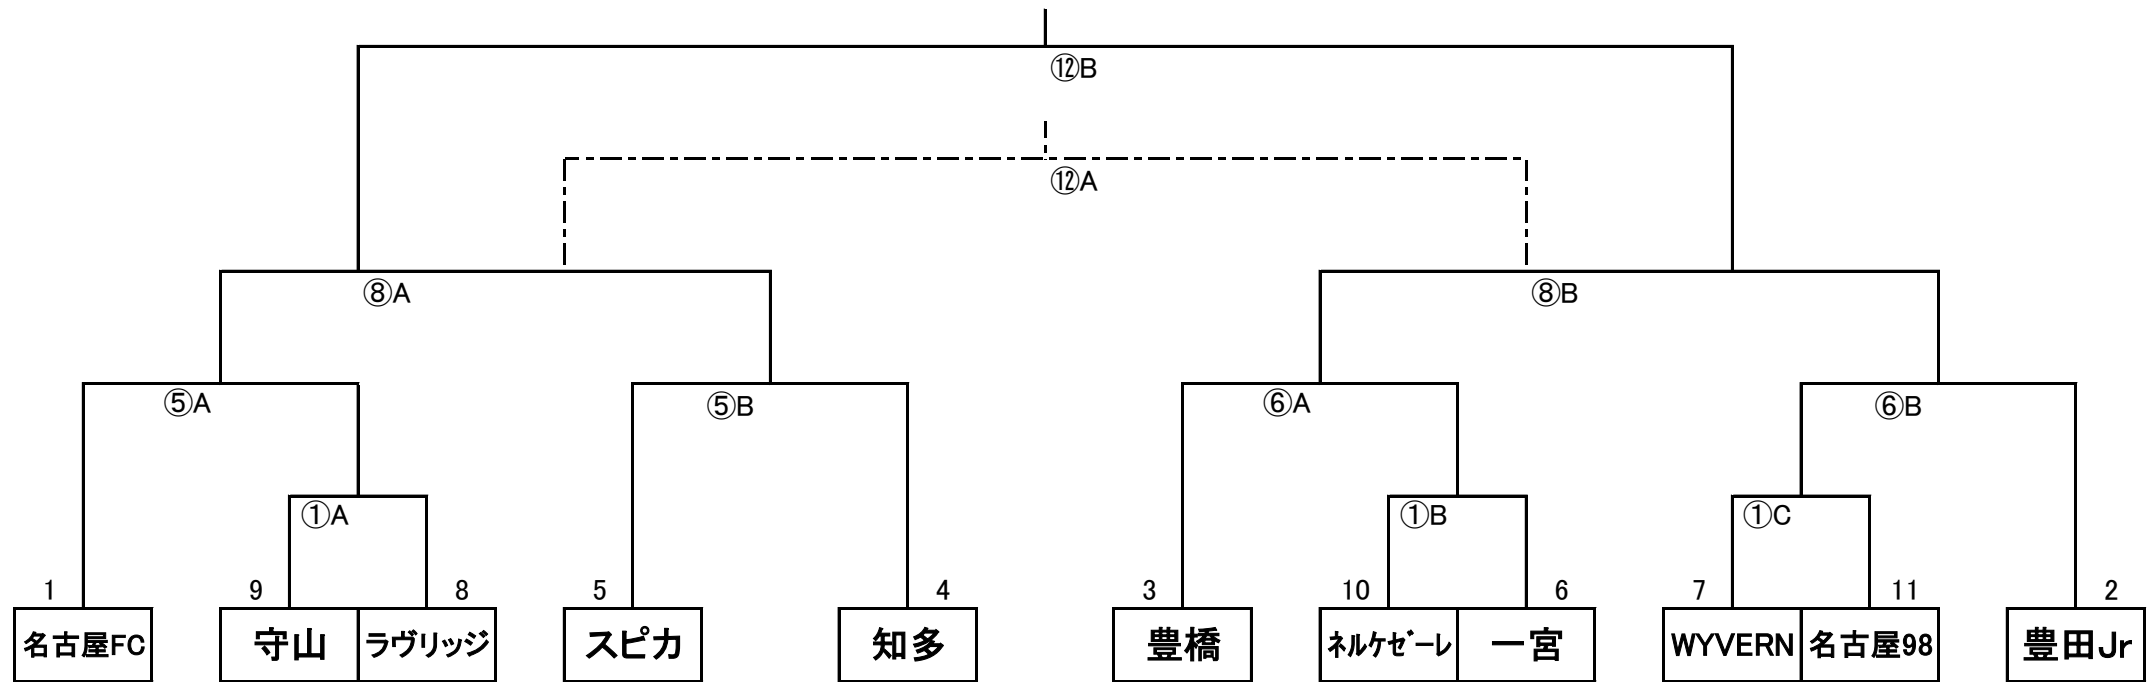 ⑫B
⑫A
⑧A
⑧B
⑤A
⑤B
⑥A
⑥B
①A
①B
①C
1
9
8
5
4
3
10
6
7
11
2
名古屋FC
守山
ラヴリッジ
スピカ
知多
豊橋
ネルケゼーレ
一宮
WYVERN
名古屋98
豊田Jr